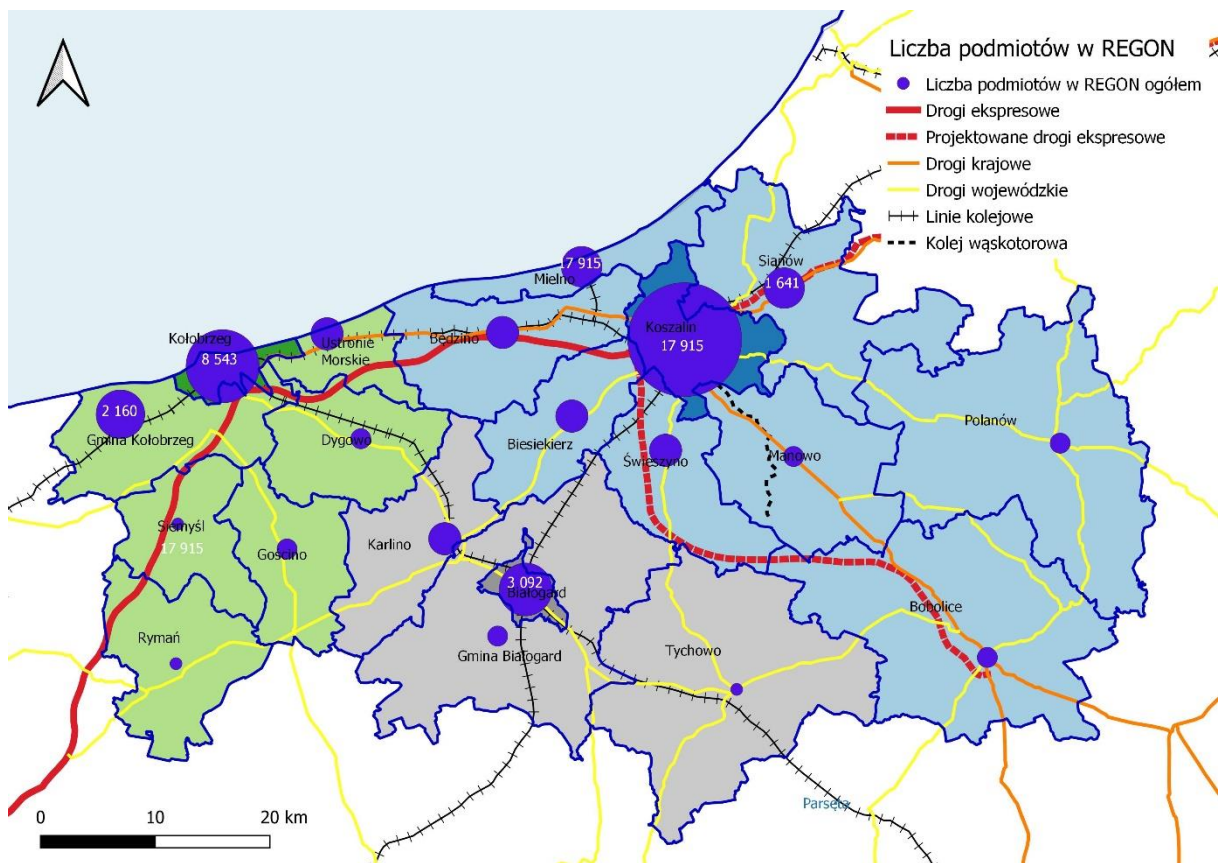 Liczba podmiotów w REGON
Liczba podmiotów w REGON ogółem
Drogi ekspresowe
Projektowane drogi ekspresowe
Drogi krajowe
Drogi wojewódzkie
Linie kolejowe
Kolej wąskotorowa
17 915
Mielno
Sianów
1 641
Kołobrzeg
8 543
Ustronie
Morskie
Będzino
Koszalin
17 915
2 160
Gmina Kołobrzeg
Dygowo
Biesiekierz
Świeszyno
Manowo
Polanów
Siemyśl
17 915
Gościno
Karlino
3 092
Białogard
Bobolice
Rymań
Gmina Białogard
Tychowo
Parsęta
0
10
20 km